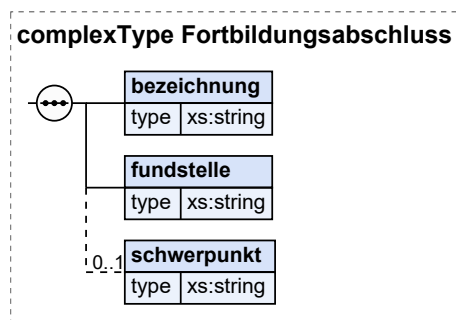 complexType Fortbildungsabschluss
bezeichnung
type xs:string
fundstelle
type xs:string
0..1 schwerpunkt
type xs:string